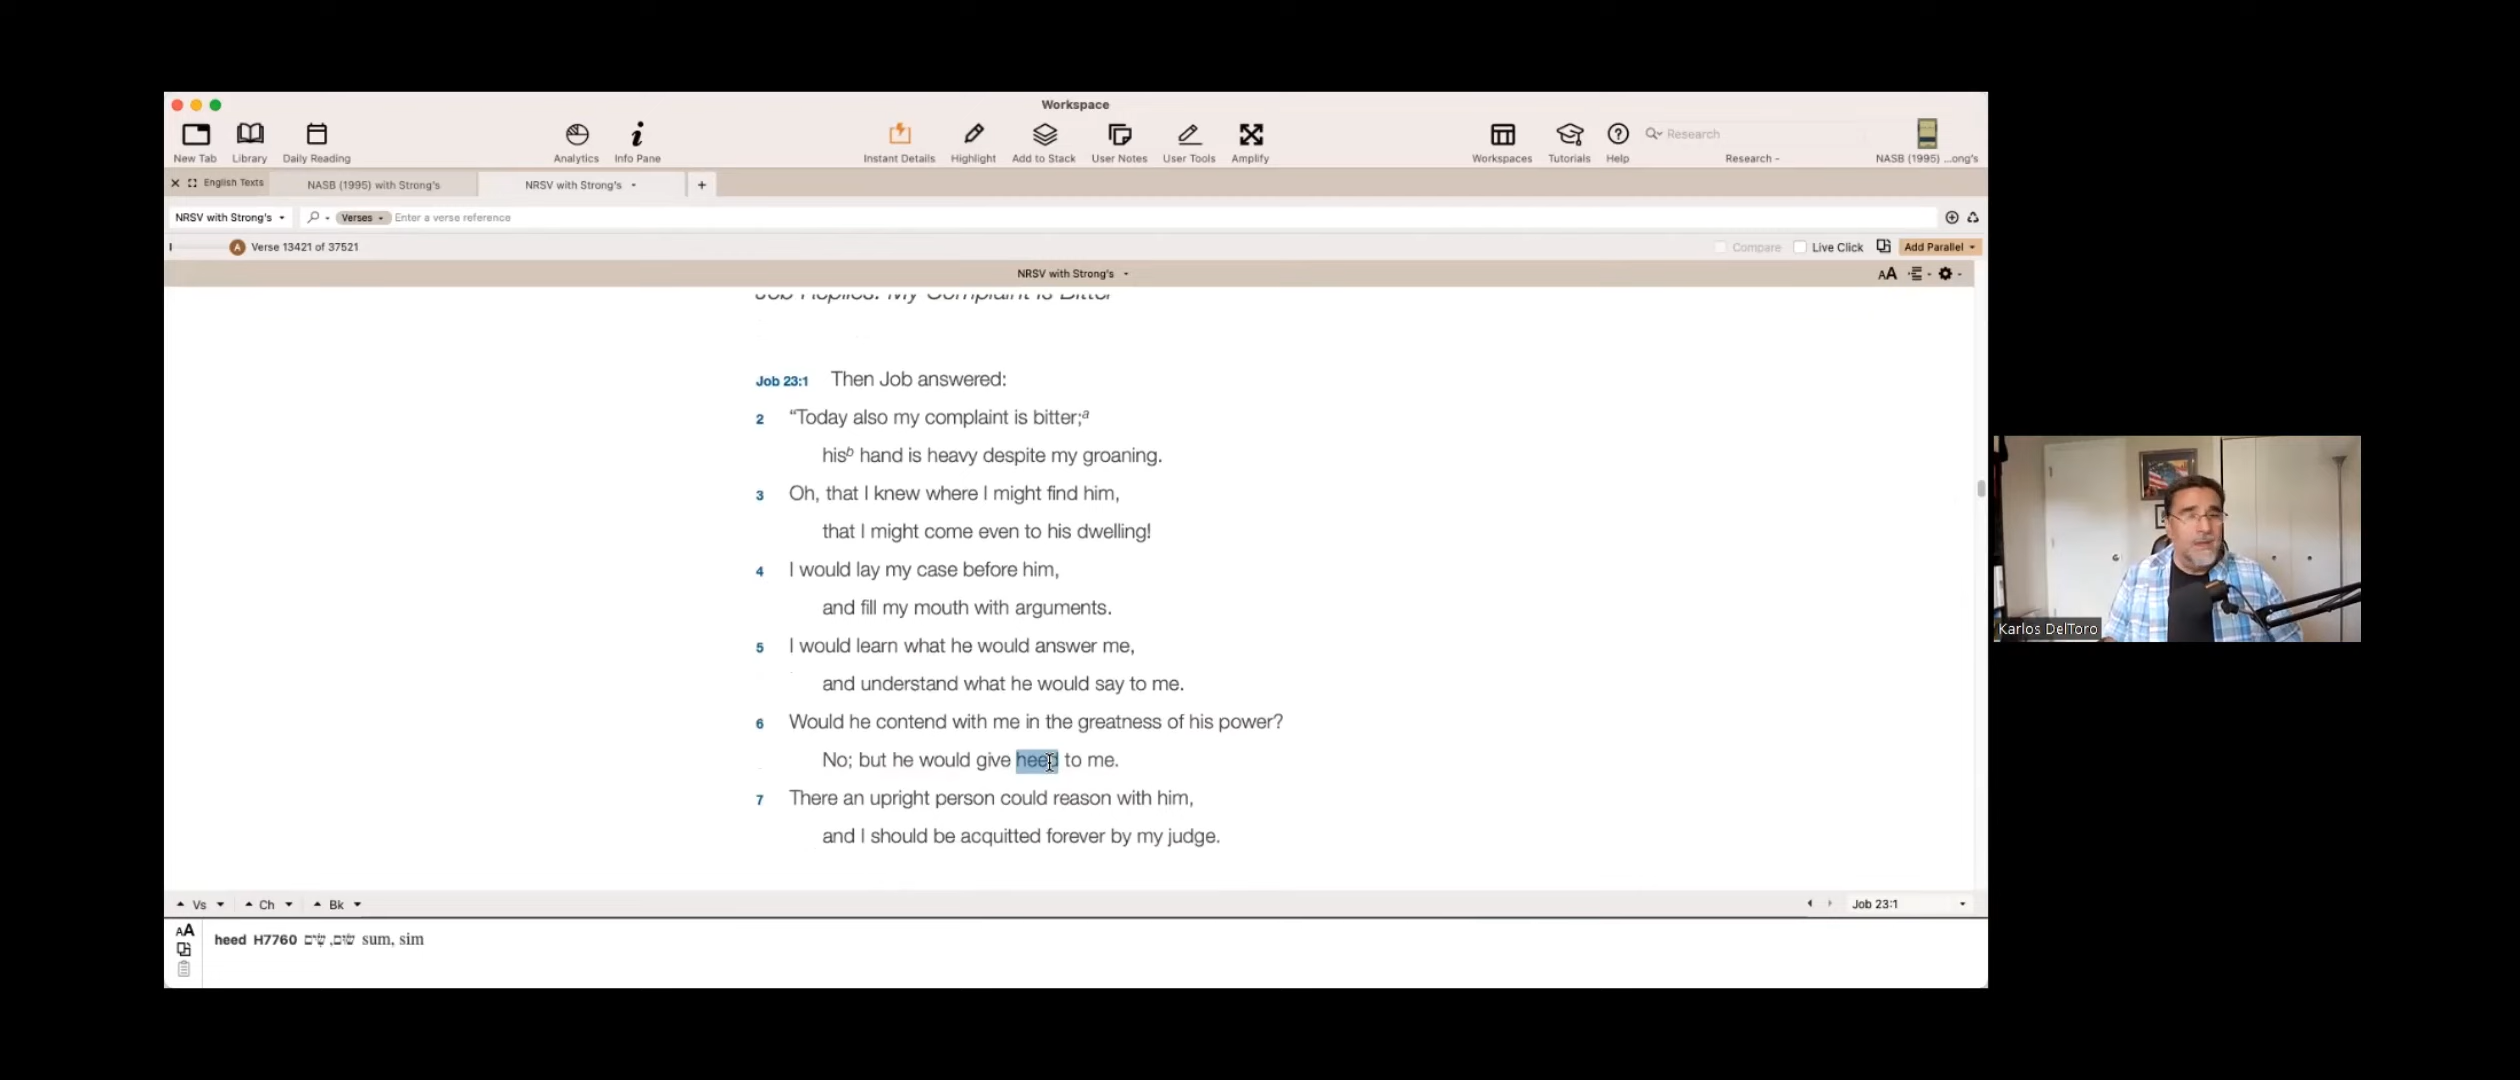 Workspace
New Tab Library Daily Reading Analytics Info Pane Instant Details Highlight Add to Stack User Notes User Tools Amplify Workspaces Tutorials Help Research Research NASB (1995) ...ong's
English Texts NASB (1995) with Strong's NRSV with Strong's +
NRSV with Strong's Verses Enter a verse reference
A Verse 13421 of 37521 Compare Live Click Add Parallel
NRSV with Strong's AA
Job Replies: My Complaint Is Bitter
Job 23:1 Then Job answered:
2 “Today also my complaint is bitter;a
hisb hand is heavy despite my groaning.
3 Oh, that I knew where I might find him,
that I might come even to his dwelling!
4 I would lay my case before him,
and fill my mouth with arguments.
5 I would learn what he would answer me,
and understand what he would say to me.
6 Would he contend with me in the greatness of his power?
No; but he would give heed to me.
7 There an upright person could reason with him,
and I should be acquitted forever by my judge.
Karlos DelToro
Vs Ch Bk Job 23:1
AA heed H7760 שׂוּם, שִׂים sum, sim